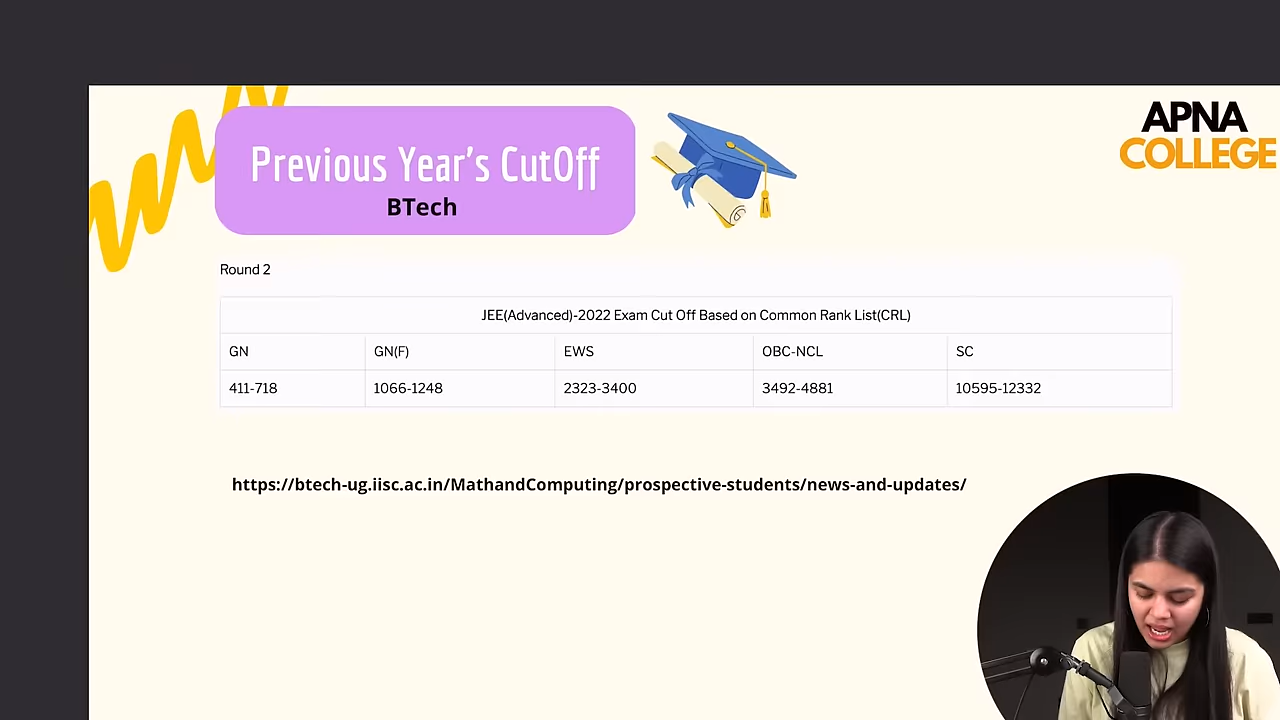 APNA
COLLEGE
Previous Year's CutOff
BTech
Round 2
JEE(Advanced)-2022 Exam Cut Off Based on Common Rank List(CRL)
GN GN(F) EWS OBC-NCL SC
411-718 1066-1248 2323-3400 3492-4881 10595-12332
https://btech-ug.iisc.ac.in/MathandComputing/prospective-students/news-and-updates/